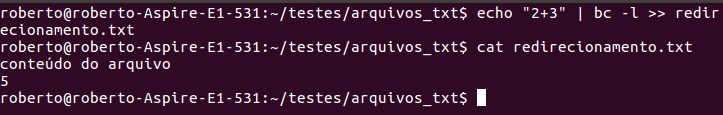 roberto@roberto-Aspire-E1-531:~/testes/arquivos_txt$ echo "2+3" | bc -l >> redir
ecionamento.txt
roberto@roberto-Aspire-E1-531:~/testes/arquivos_txt$ cat redirecionamento.txt
conteúdo do arquivo
5
roberto@roberto-Aspire-E1-531:~/testes/arquivos_txt$